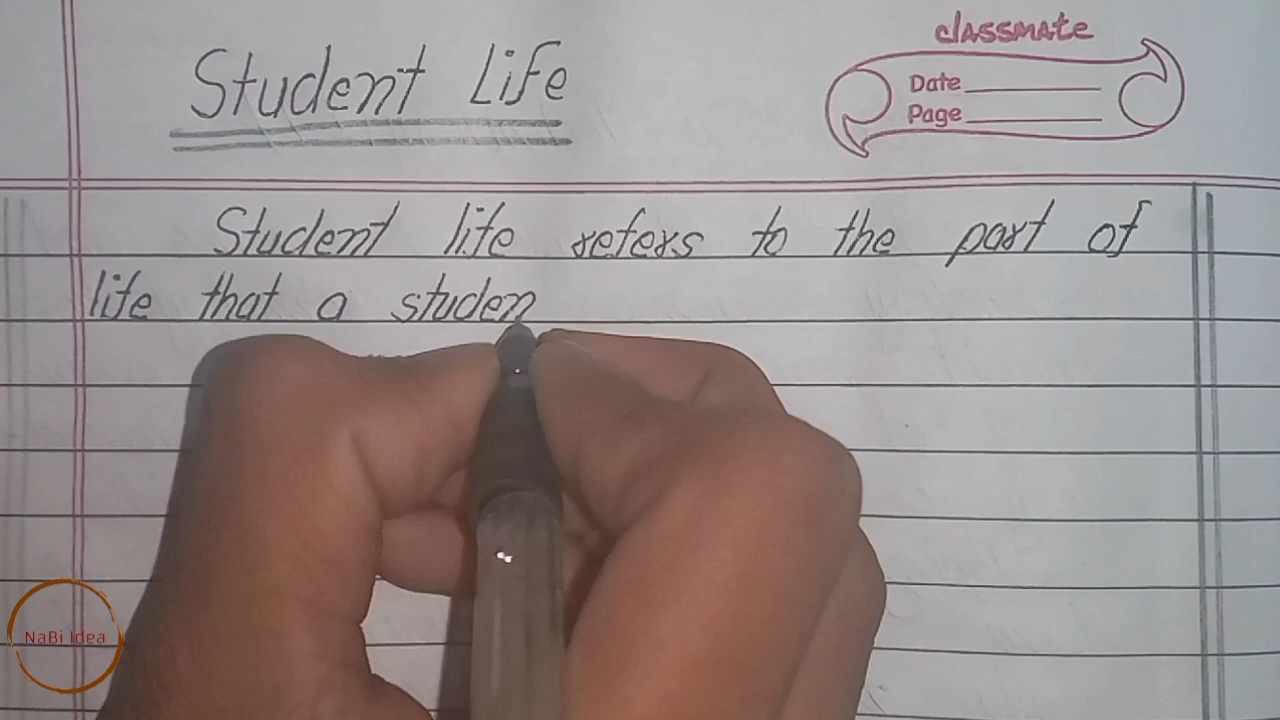 classmate
Student Life
Date
Page
Student life refers to the part of
life that a studen
NaBi Idea